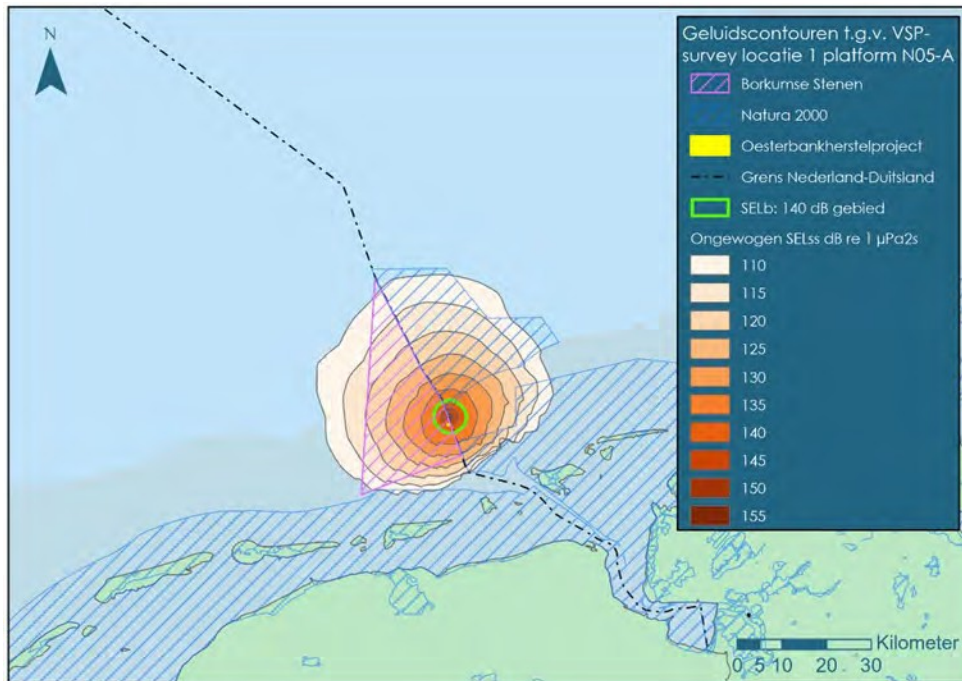 N
Geluidscontouren t.g.v. VSP-
survey locatie 1 platform N05-A
Borkumse Stenen
Natura 2000
Oesterbankherstelproject
Grens Nederland-Duitsland
SELb: 140 dB gebied
Ongewogen SELss dB re 1 µPa2s
110
115
120
125
130
135
140
145
150
155
Kilometer
0 5 10 20 30